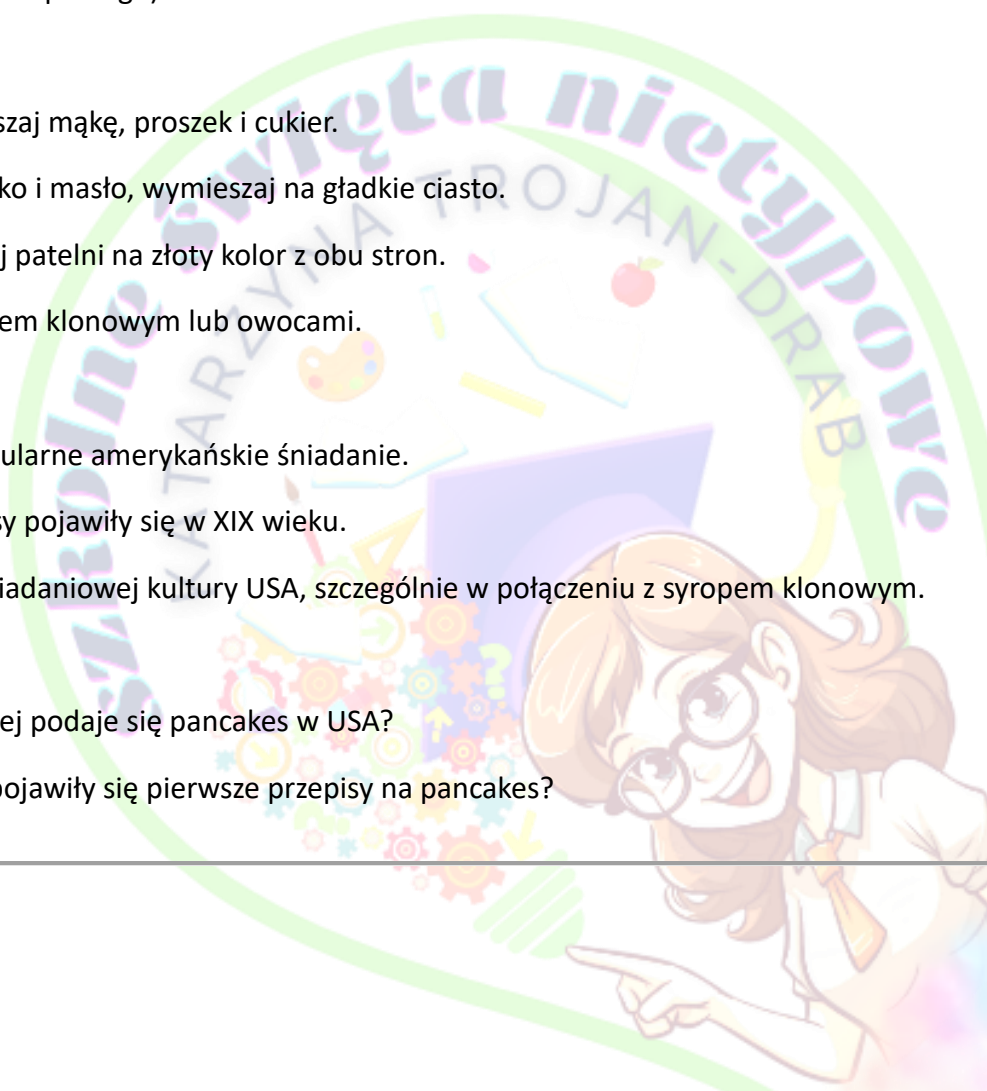 szaj mąkę, proszek i cukier.
ko i masło, wymieszaj na gładkie ciasto.
j patelni na złoty kolor z obu stron.
em klonowym lub owocami.
ularne amerykańskie śniadanie.
sy pojawiły się w XIX wieku.
iadaniowej kultury USA, szczególnie w połączeniu z syropem klonowym.
ej podaje się pancakes w USA?
pojawiły się pierwsze przepisy na pancakes?
szkolne święta nietypowe
KATARZYNA TROJAN-DRAB